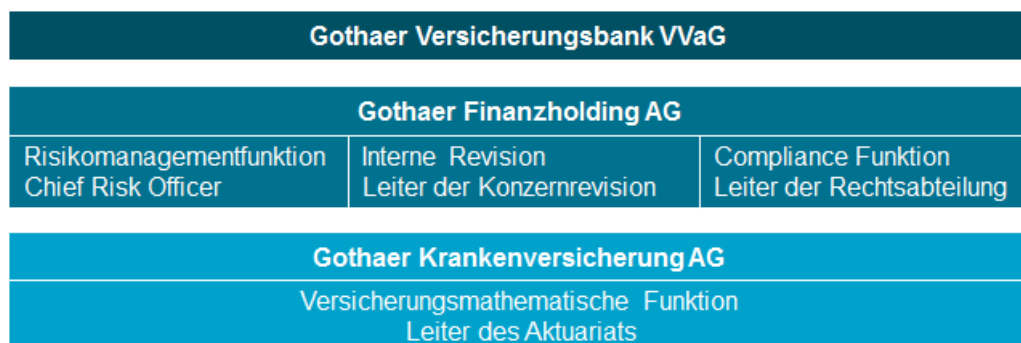 Gothaer Versicherungsbank VVaG
Gothaer Finanzholding AG
Risikomanagementfunktion
Chief Risk Officer
Interne Revision
Leiter der Konzernrevision
Compliance Funktion
Leiter der Rechtsabteilung
Gothaer Krankenversicherung AG
Versicherungsmathematische Funktion
Leiter des Aktuariats